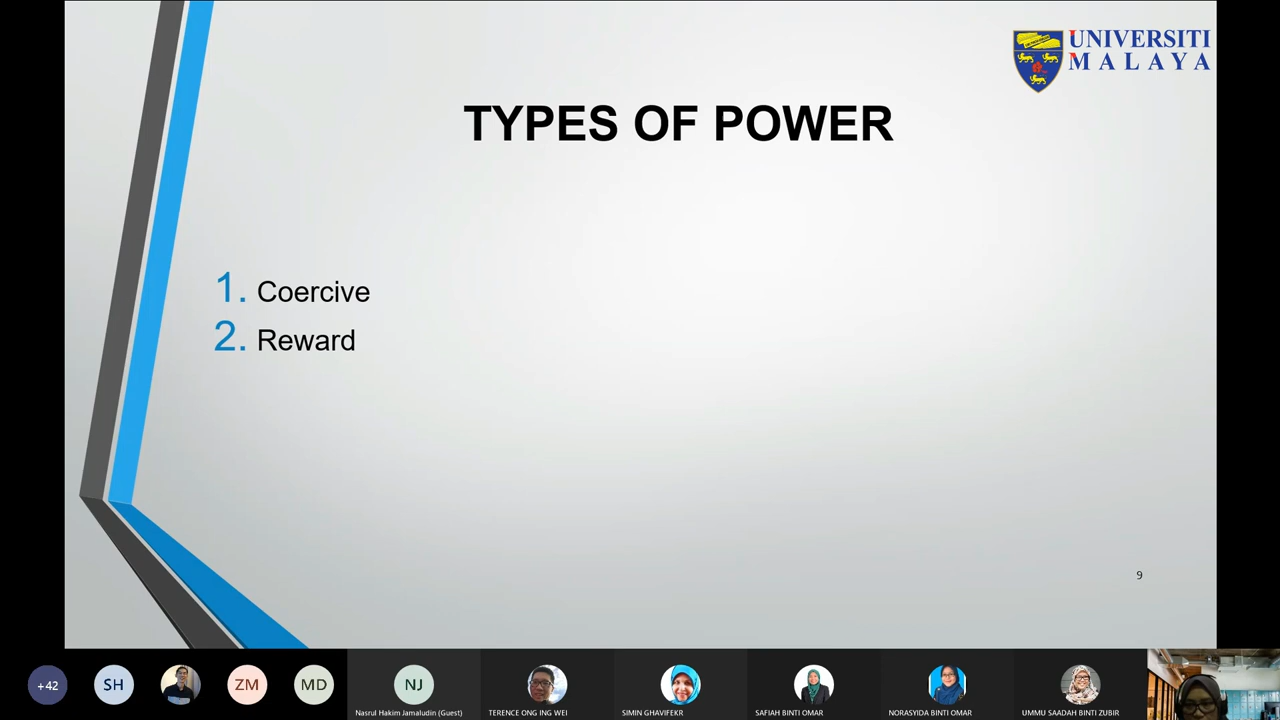 UNIVERSITI
MALAYA
TYPES OF POWER
1. Coercive
2. Reward
9
+42
SH
ZM
MD
NJ
Nasrul Hakim Jamaludin (Guest)
TERENCE ONG ING WEI
SIMIN GHAVIFEKR
SAFIAH BINTI OMAR
NORASYIDA BINTI OMAR
UMMU SAADAH BINTI ZUBIR